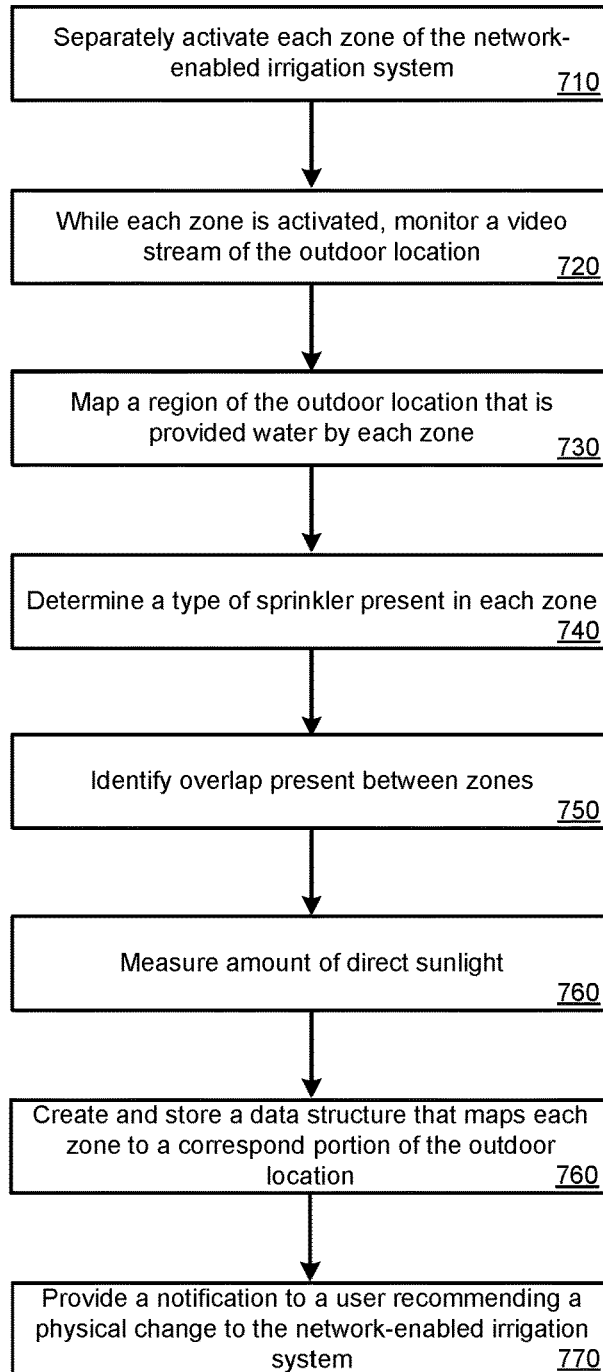 Separately activate each zone of the network-
enabled irrigation system
710
While each zone is activated, monitor a video
stream of the outdoor location
720
Map a region of the outdoor location that is
provided water by each zone
730
Determine a type of sprinkler present in each zone
740
Identify overlap present between zones
750
Measure amount of direct sunlight
760
Create and store a data structure that maps each
zone to a correspond portion of the outdoor
location
760
Provide a notification to a user recommending a
physical change to the network-enabled irrigation
system
770